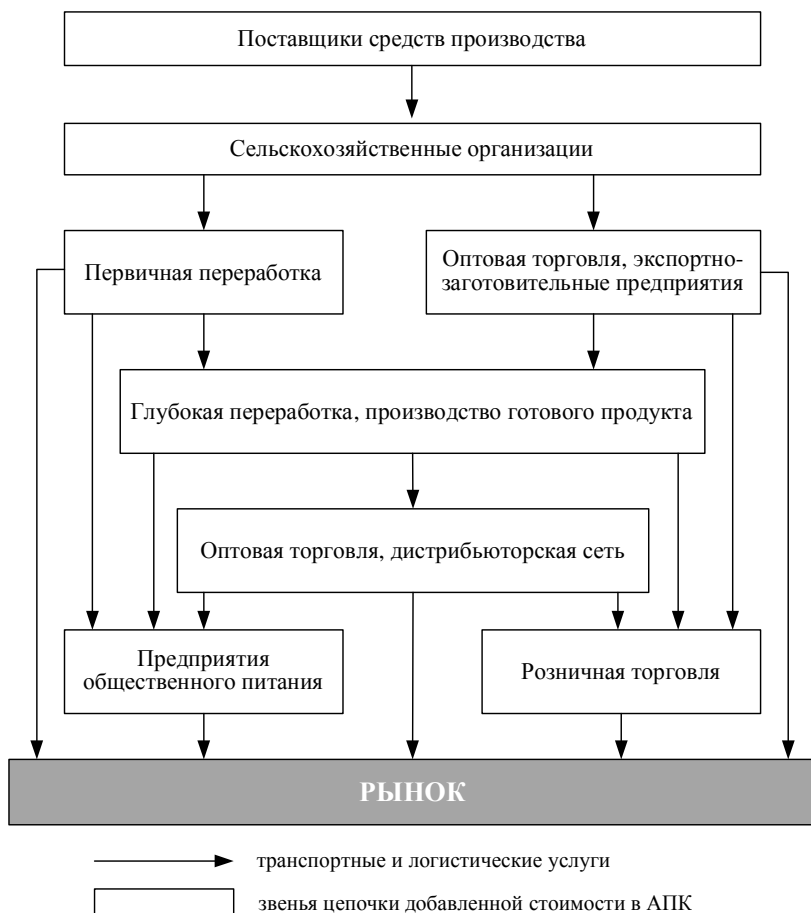 Поставщики средств производства
Сельскохозяйственные организации
Первичная переработка
Оптовая торговля, экспортно-
заготовительные предприятия
Глубокая переработка, производство готового продукта
Оптовая торговля, дистрибьюторская сеть
Предприятия
общественного питания
Розничная торговля
РЫНОК
транспортные и логистические услуги
звенья цепочки добавленной стоимости в АПК